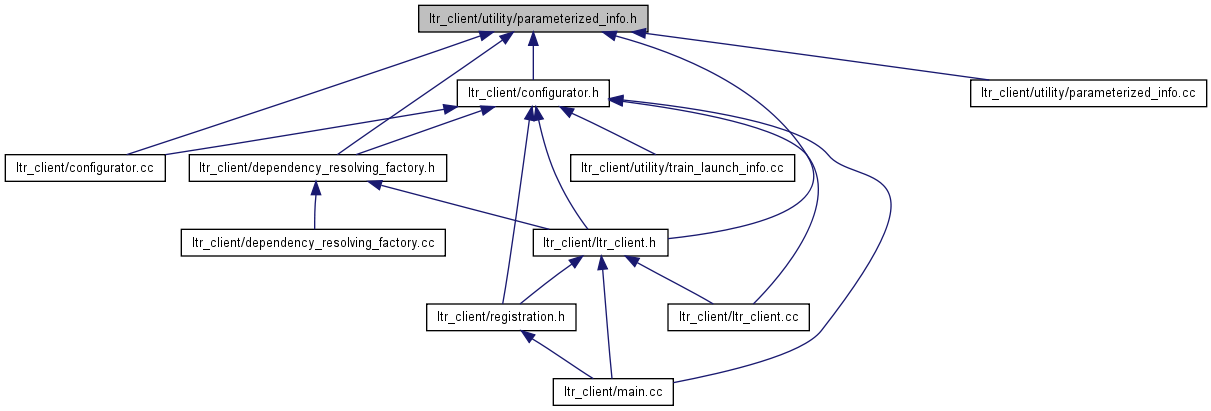 ltr_client/utility/parameterized_info.h
ltr_client/configurator.h
ltr_client/utility/parameterized_info.cc
ltr_client/configurator.cc
ltr_client/dependency_resolving_factory.h
ltr_client/utility/train_launch_info.cc
ltr_client/dependency_resolving_factory.cc
ltr_client/ltr_client.h
ltr_client/registration.h
ltr_client/ltr_client.cc
ltr_client/main.cc